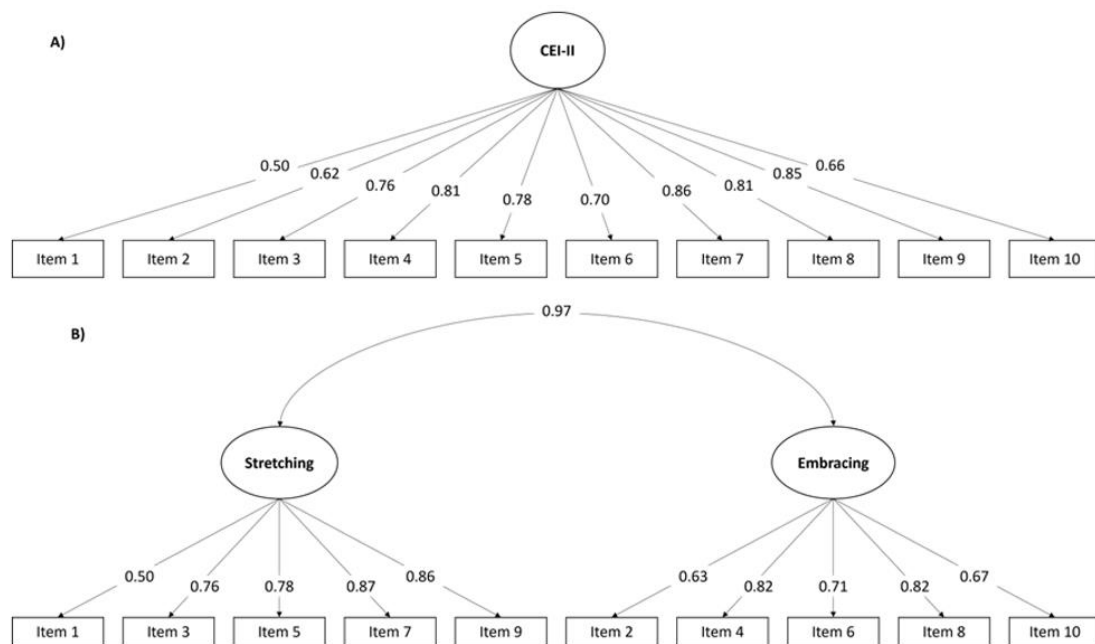 A)
CEI-II
0.50 0.62 0.76 0.81 0.78 0.70 0.86 0.81 0.85 0.66
Item 1 Item 2 Item 3 Item 4 Item 5 Item 6 Item 7 Item 8 Item 9 Item 10
B)
0.97
Stretching Embracing
0.50 0.76 0.78 0.87 0.86 0.63 0.82 0.71 0.82 0.67
Item 1 Item 3 Item 5 Item 7 Item 9 Item 2 Item 4 Item 6 Item 8 Item 10